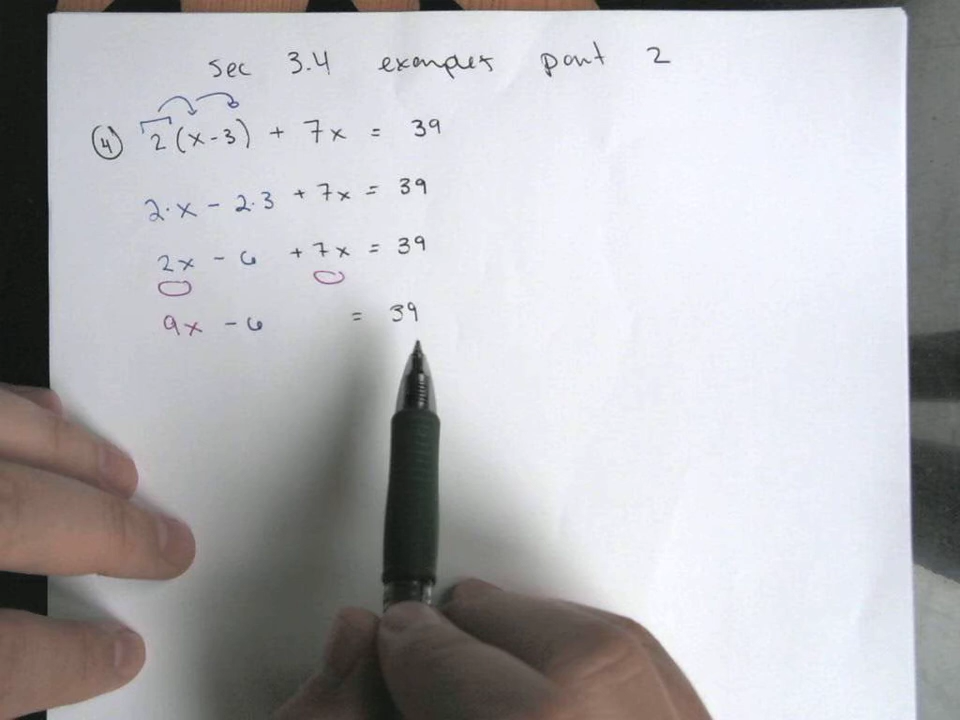 Sec 3.4 examples part 2
4 2(x-3) + 7x = 39
2·x - 2·3 + 7x = 39
2x - 6 + 7x = 39
9x - 6 = 39